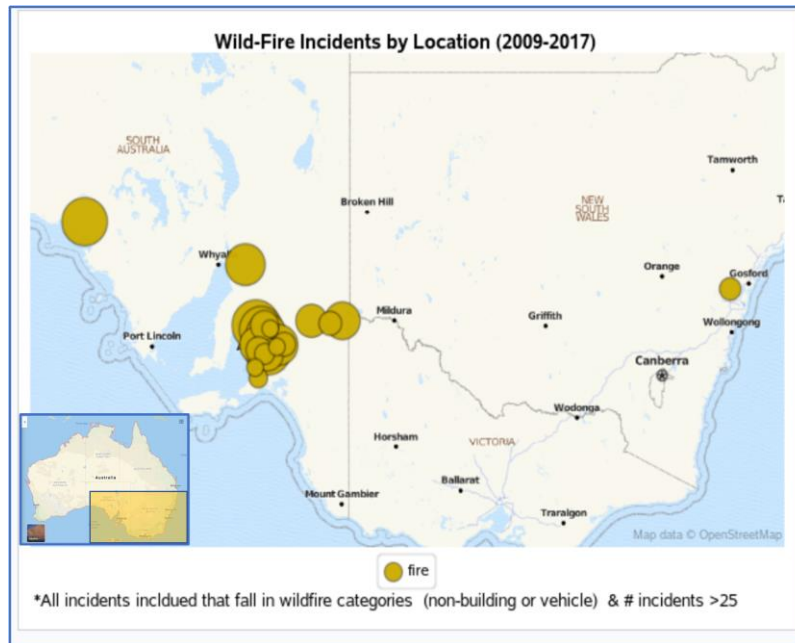 Wild-Fire Incidents by Location (2009-2017)
SOUTH
AUSTRALIA
Tamworth
Broken Hill
NEW
SOUTH
WALES
Whyal
Orange
Gosford
Mildura
Griffith
Wollongong
Port Lincoln
Canberra
Wodonga
Horsham
VICTORIA
Ballarat
Mount Gambier
Traralgon
Australia
Map data © OpenStreetMap
fire
*All incidents incldued that fall in wildfire categories (non-building or vehicle) & # incidents >25